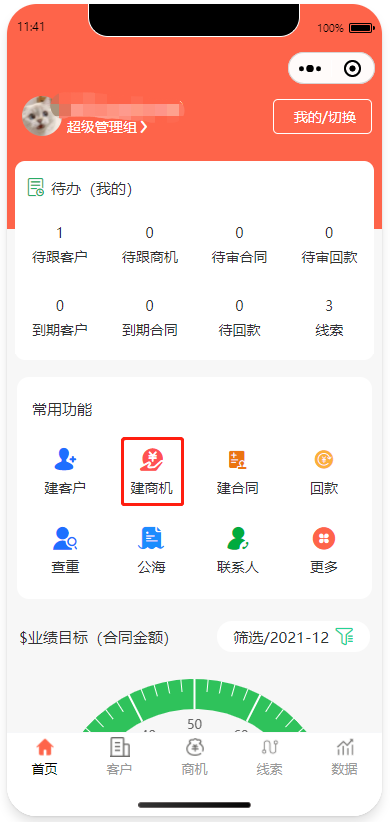 11:41
100%
超级管理组
我的/切换
待办（我的）
1 0 0 0
待跟客户 待跟商机 待审合同 待审回款
0 0 0 3
到期客户 到期合同 待回款 线索
常用功能
建客户 建商机 建合同 回款
查重 公海 联系人 更多
$业绩目标（合同金额） 筛选/2021-12
50
40 60
首页 客户 商机 线索 数据